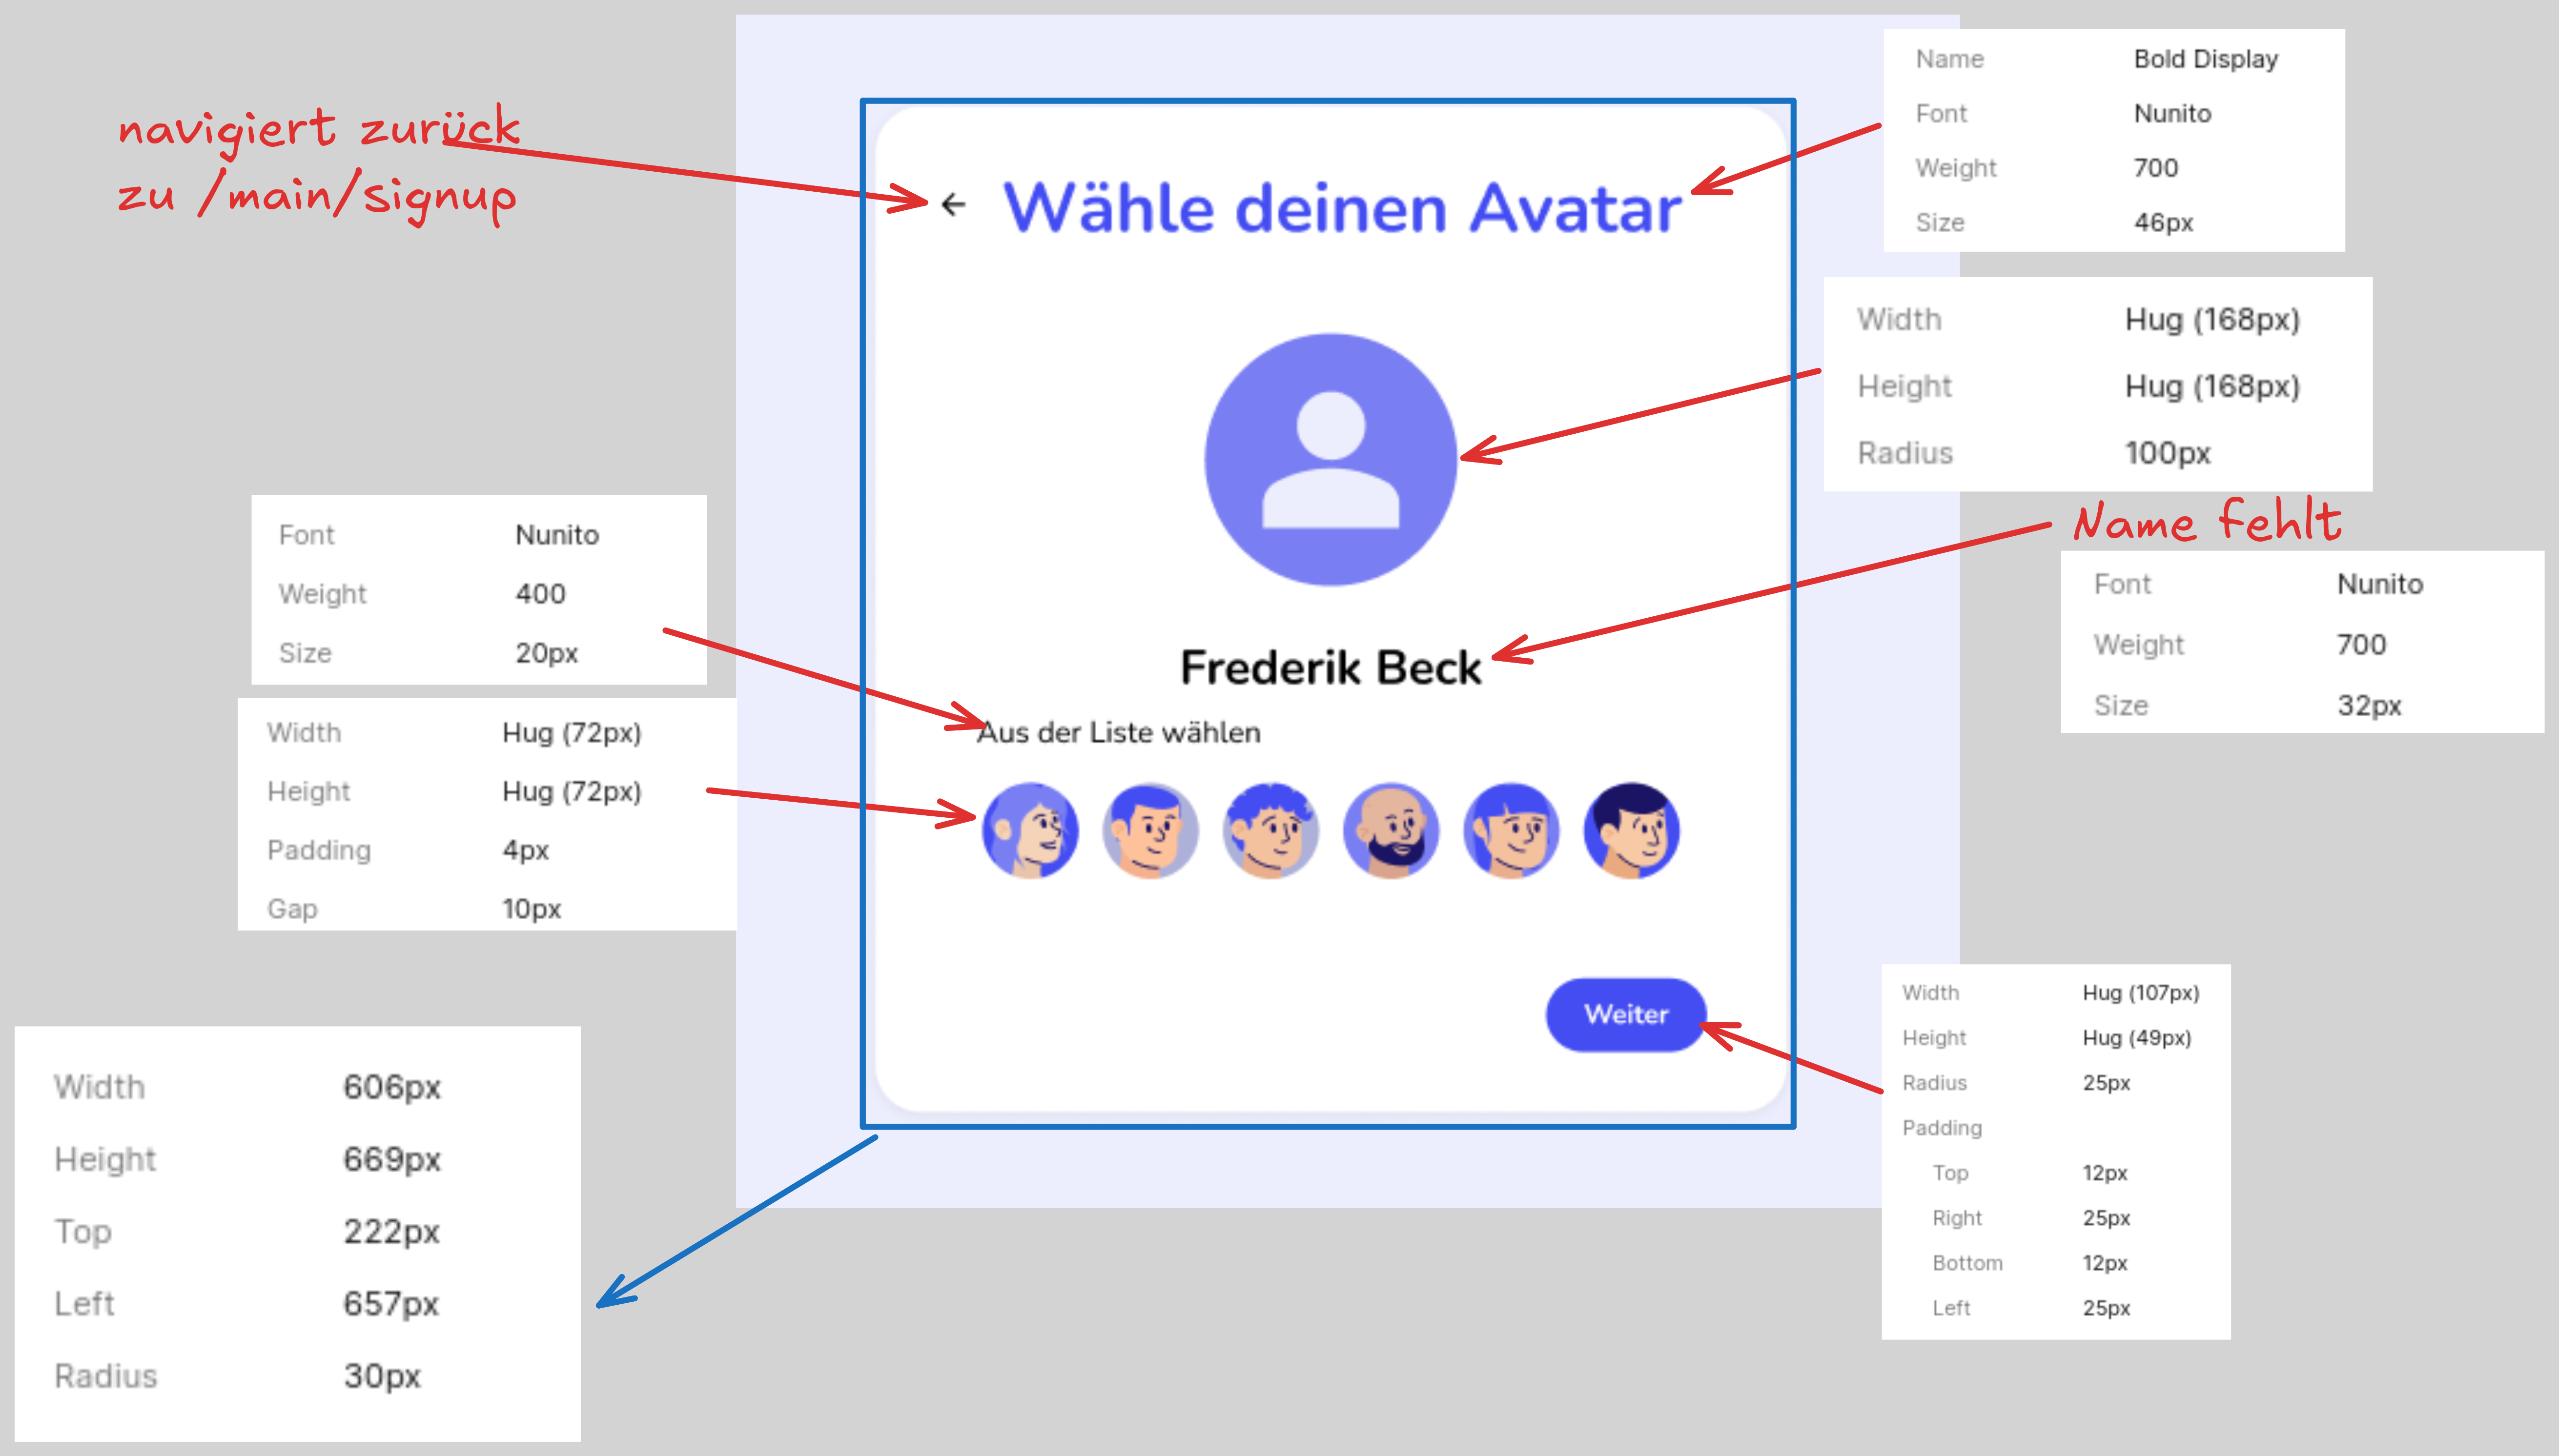 navigiert zurück
zu /main/signup
Wähle deinen Avatar
Name Bold Display
Font Nunito
Weight 700
Size 46px
Width Hug (168px)
Height Hug (168px)
Radius 100px
Name fehlt
Font Nunito
Weight 700
Size 32px
Font Nunito
Weight 400
Size 20px
Frederik Beck
Aus der Liste wählen
Width Hug (72px)
Height Hug (72px)
Padding 4px
Gap 10px
Weiter
Width Hug (107px)
Height Hug (49px)
Radius 25px
Padding
Top 12px
Right 25px
Bottom 12px
Left 25px
Width 606px
Height 669px
Top 222px
Left 657px
Radius 30px